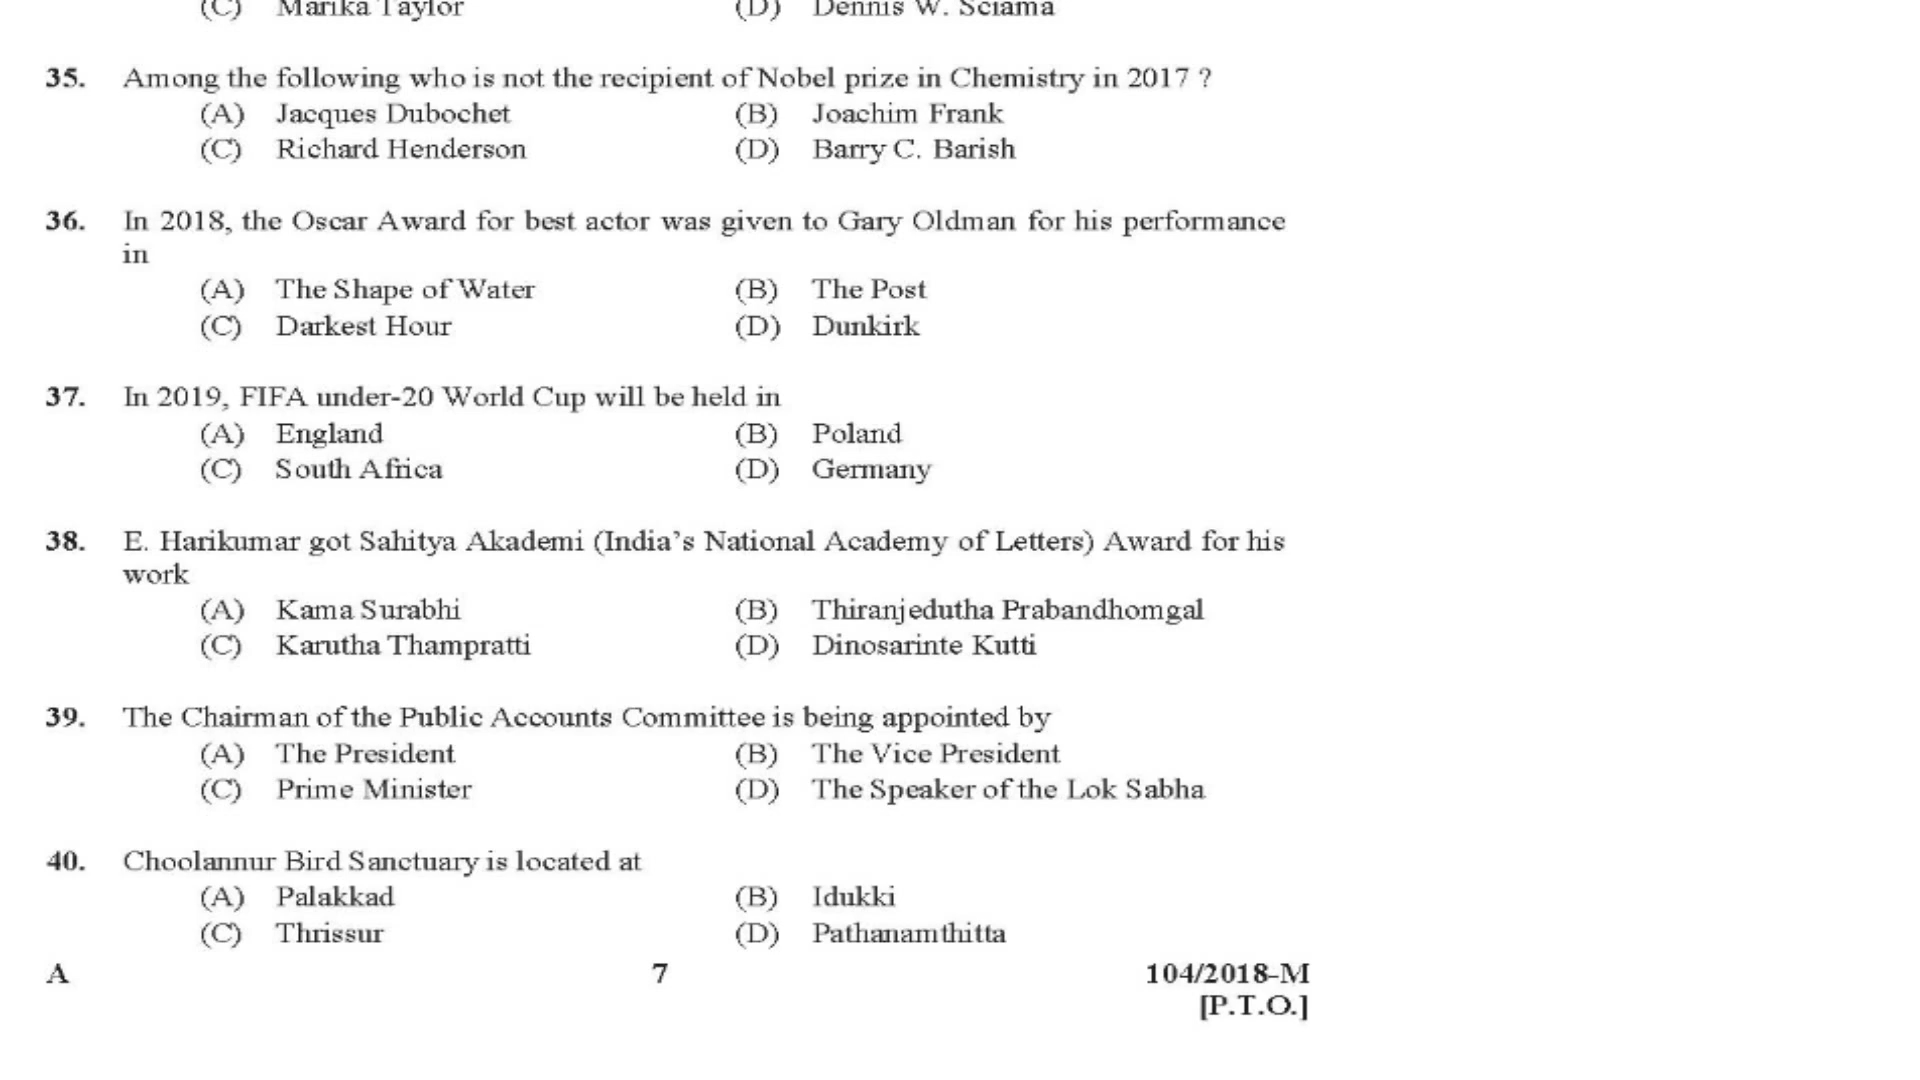 (C) Marika Taylor (D) Dennis W. Sciama
35. Among the following who is not the recipient of Nobel prize in Chemistry in 2017 ?
(A) Jacques Dubochet (B) Joachim Frank
(C) Richard Henderson (D) Barry C. Barish
36. In 2018, the Oscar Award for best actor was given to Gary Oldman for his performance
in
(A) The Shape of Water (B) The Post
(C) Darkest Hour (D) Dunkirk
37. In 2019, FIFA under-20 World Cup will be held in
(A) England (B) Poland
(C) South Africa (D) Germany
38. E. Harikumar got Sahitya Akademi (India's National Academy of Letters) Award for his
work
(A) Kama Surabhi (B) Thiranjedutha Prabandhomgal
(C) Karutha Thampratti (D) Dinosarinte Kutti
39. The Chairman of the Public Accounts Committee is being appointed by
(A) The President (B) The Vice President
(C) Prime Minister (D) The Speaker of the Lok Sabha
40. Choolannur Bird Sanctuary is located at
(A) Palakkad (B) Idukki
(C) Thrissur (D) Pathanamthitta
A 7 104/2018-M
[P.T.O.]